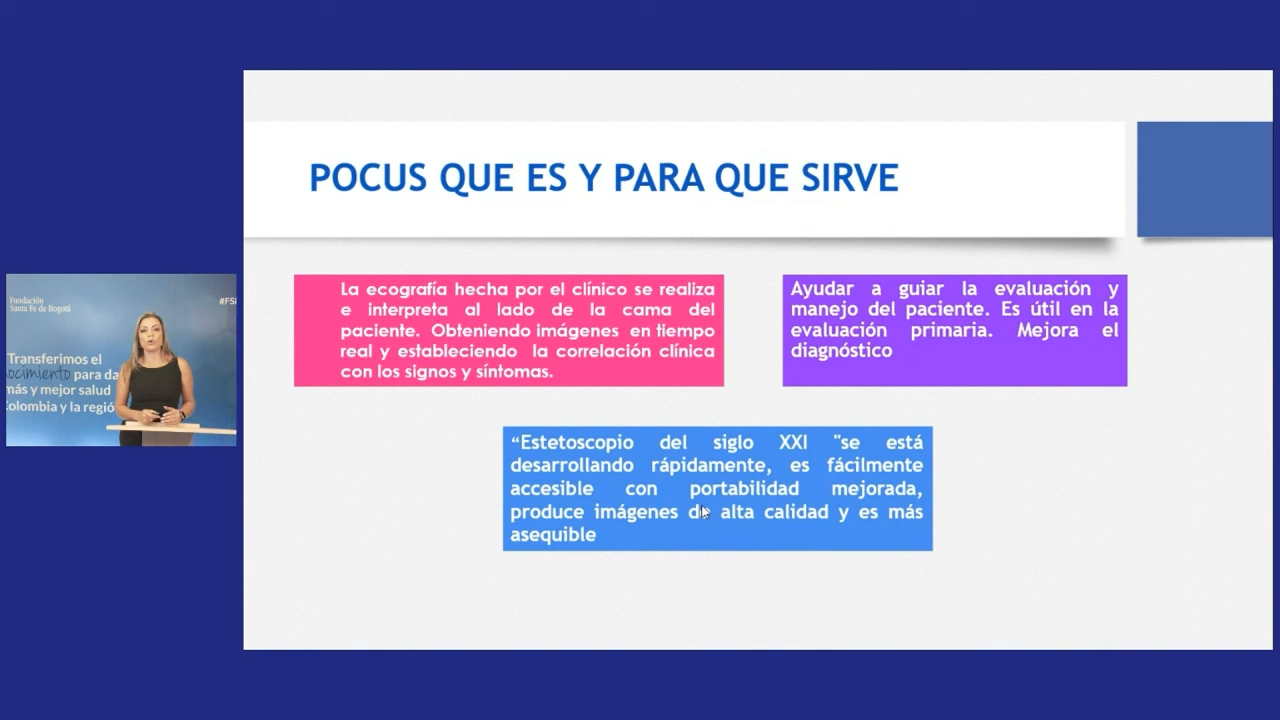 POCUS QUE ES Y PARA QUE SIRVE
La ecografía hecha por el clínico se realiza
e interpreta al lado de la cama del
paciente. Obteniendo imágenes en tiempo
real y estableciendo la correlación clínica
con los signos y síntomas.
Ayudar a guiar la evaluación y
manejo del paciente. Es útil en la
evaluación primaria. Mejora el
diagnóstico
“Estetoscopio del siglo XXI "se está
desarrollando rápidamente, es fácilmente
accesible con portabilidad mejorada,
produce imágenes de alta calidad y es más
asequible
Fundación
Santa Fe de Bogotá
Transferimos el
para
más y mejor salud
Colombia y la